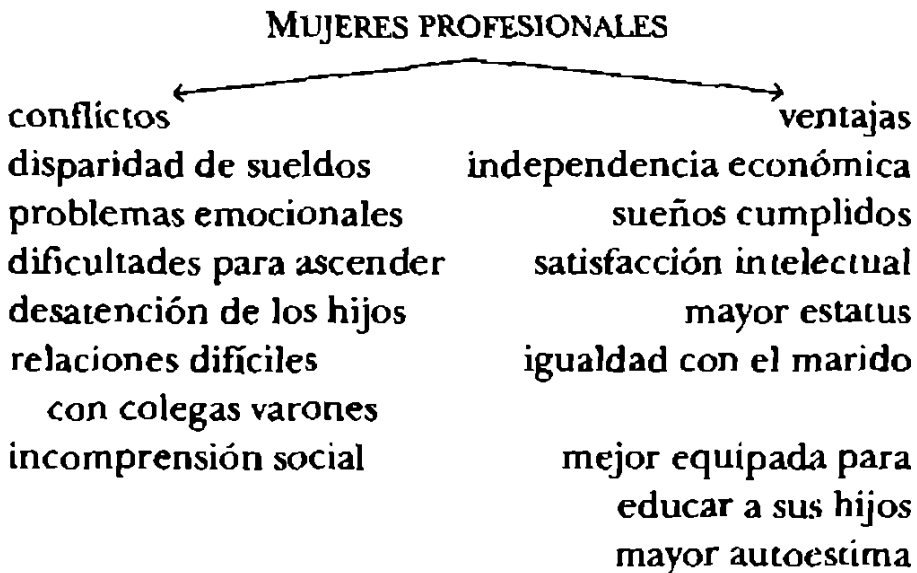 MUJERES PROFESIONALES
conflictos
disparidad de sueldos
problemas emocionales
dificultades para ascender
desatención de los hijos
relaciones difíciles
con colegas varones
incomprensión social
ventajas
independencia económica
sueños cumplidos
satisfacción intelectual
mayor estatus
igualdad con el marido
mejor equipada para
educar a sus hijos
mayor autoestima